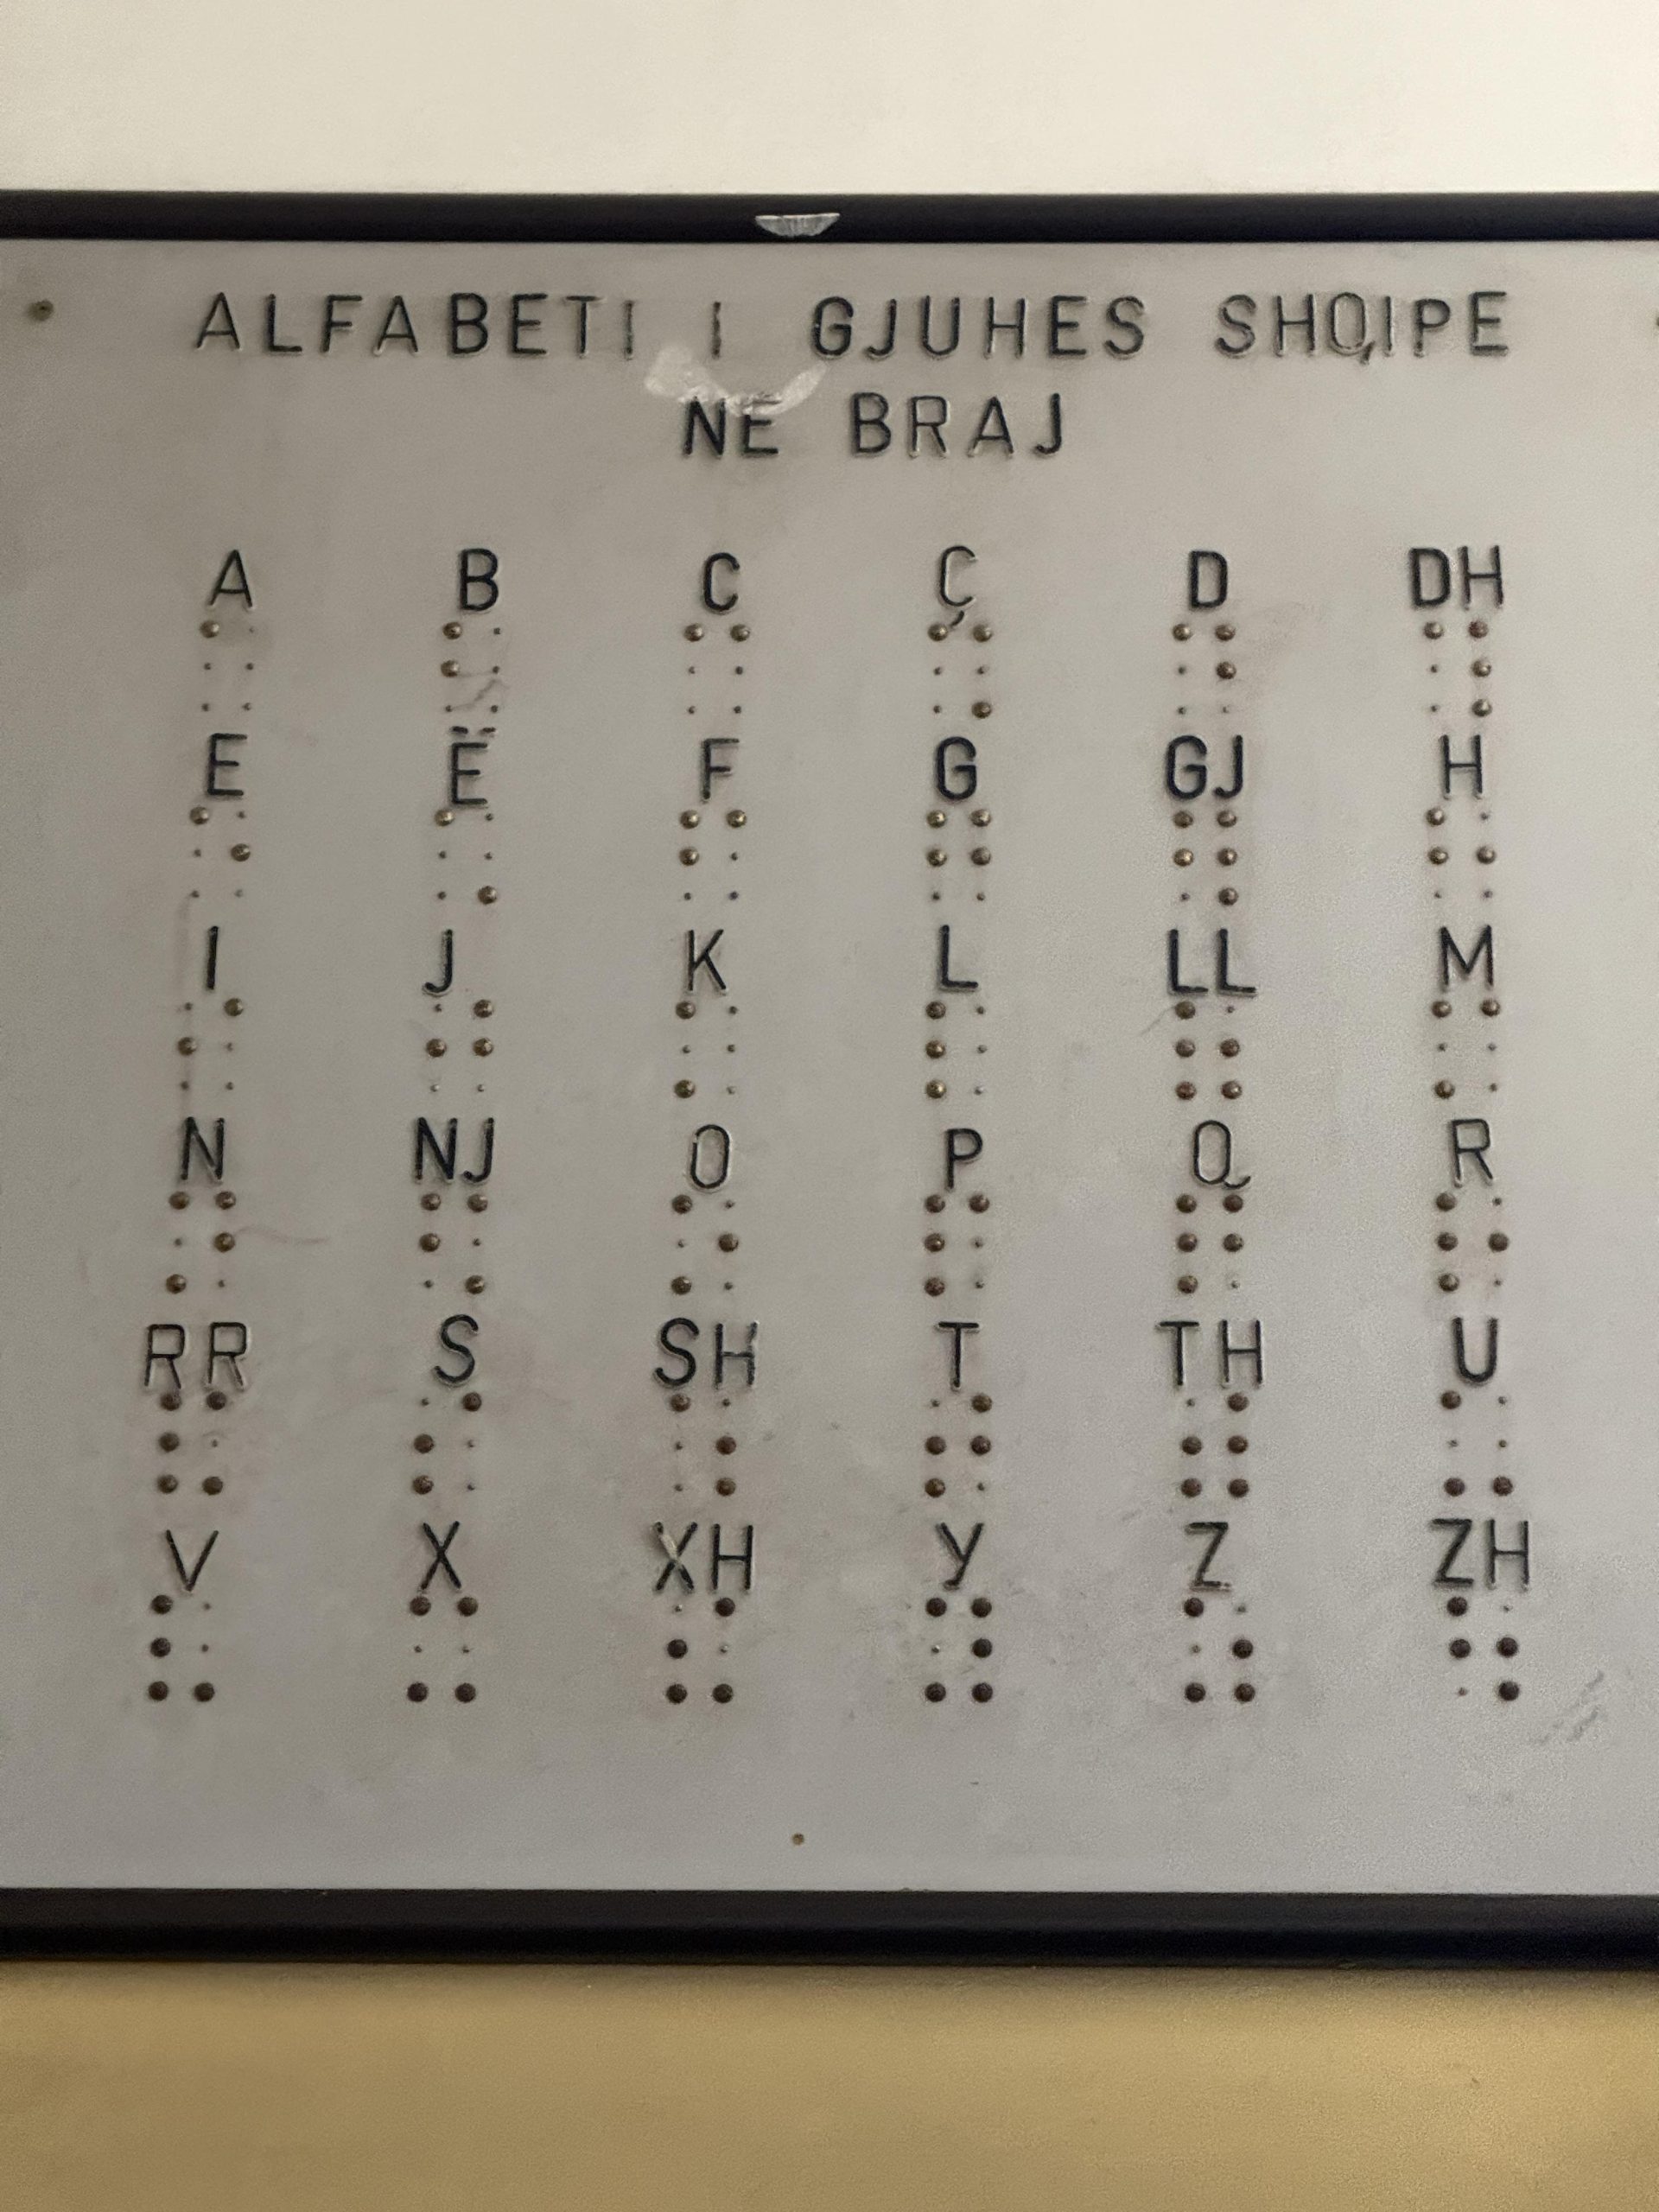 ALFABETI I GJUHES SHQIPE
NE BRAJ
A B C Ç D DH
⠁ ⠃ ⠉ ⠩ ⠙ ⠹
E Ë F G GJ H
⠑ ⠡ ⠋ ⠛ ⠻ ⠓
I J K L LL M
⠊ ⠚ ⠅ ⠇ ⠷ ⠍
N NJ O P Q R
⠝ ⠫ ⠕ ⠏ ⠟ ⠗
RR S SH T TH U
⠯ ⠎ ⠱ ⠞ ⠾ ⠥
V X XH Y Z ZH
⠧ ⠭ ⠮ ⠽ ⠵ ⠳